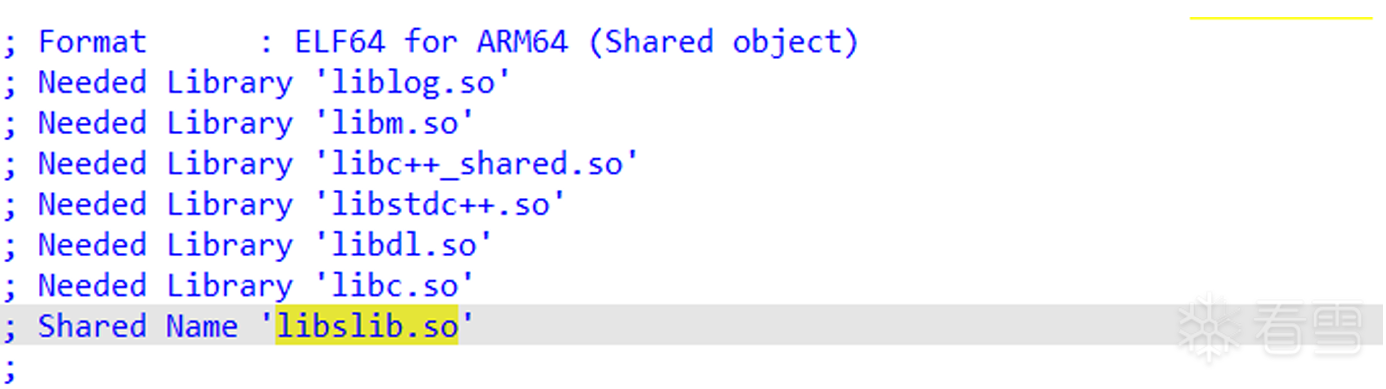 ; Format      : ELF64 for ARM64 (Shared object)
; Needed Library 'liblog.so'
; Needed Library 'libm.so'
; Needed Library 'libc++_shared.so'
; Needed Library 'libstdc++.so'
; Needed Library 'libdl.so'
; Needed Library 'libc.so'
; Shared Name 'libslib.so'
;
看雪